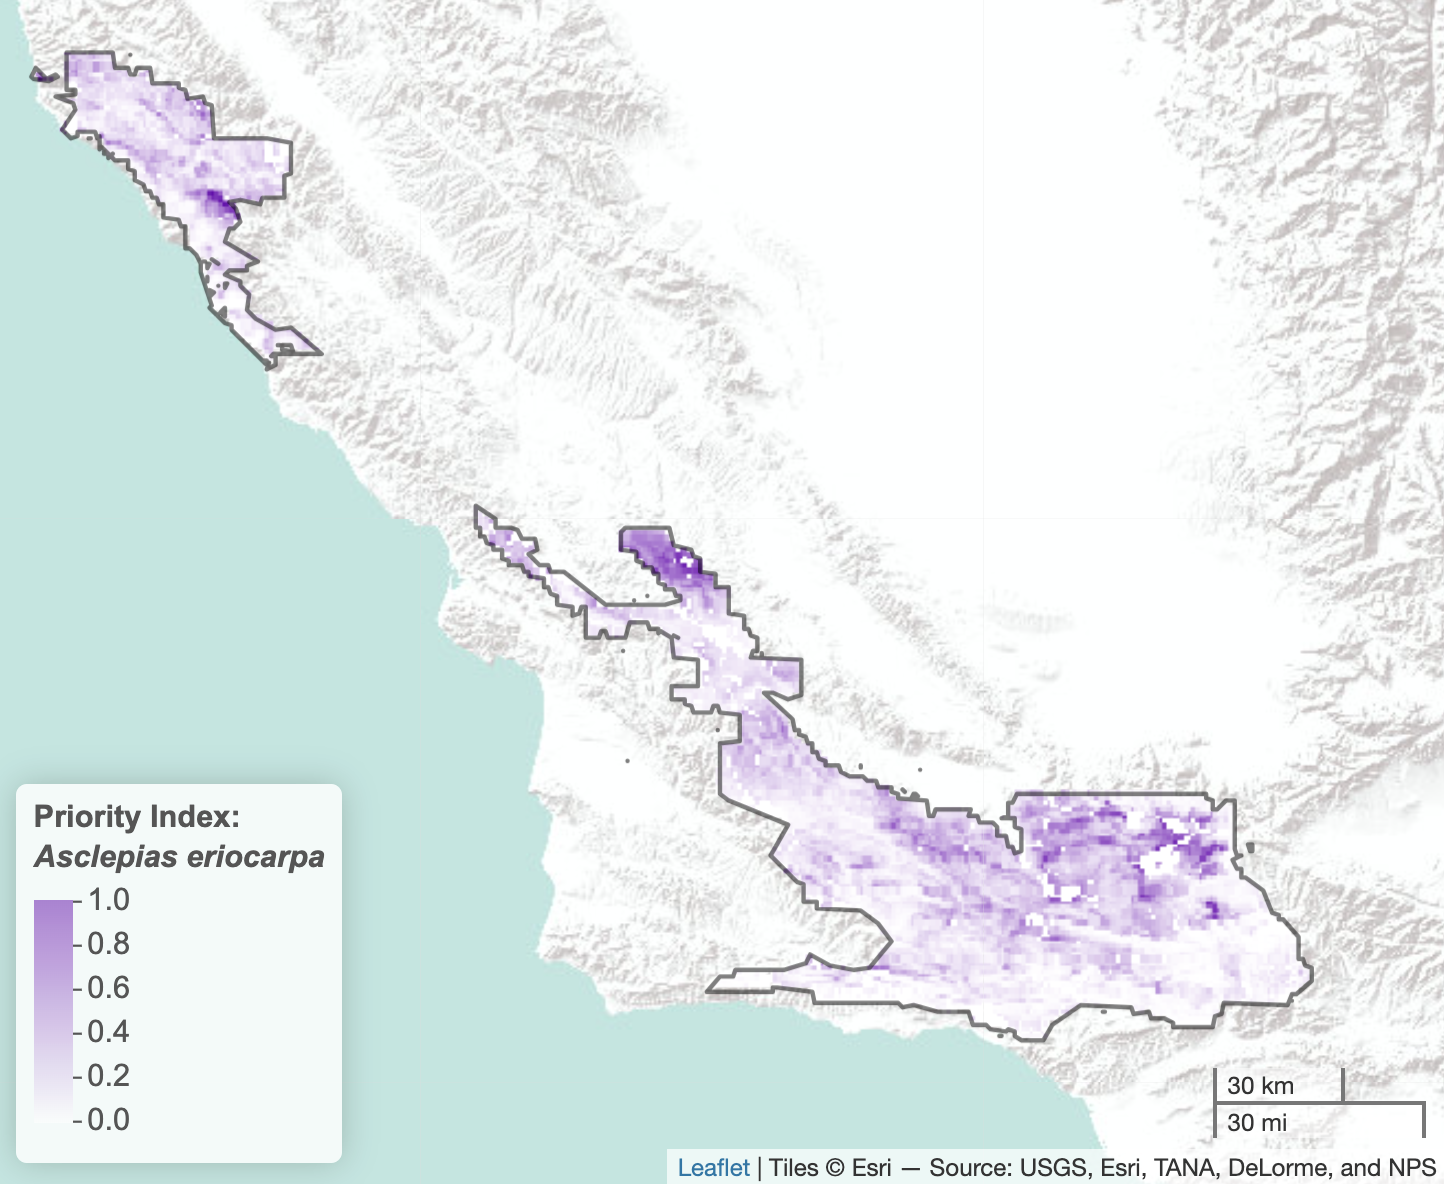 Priority Index:
Asclepias eriocarpa
1.0
0.8
0.6
0.4
0.2
0.0
30 km
30 mi
Leaflet | Tiles © Esri — Source: USGS, Esri, TANA, DeLorme, and NPS